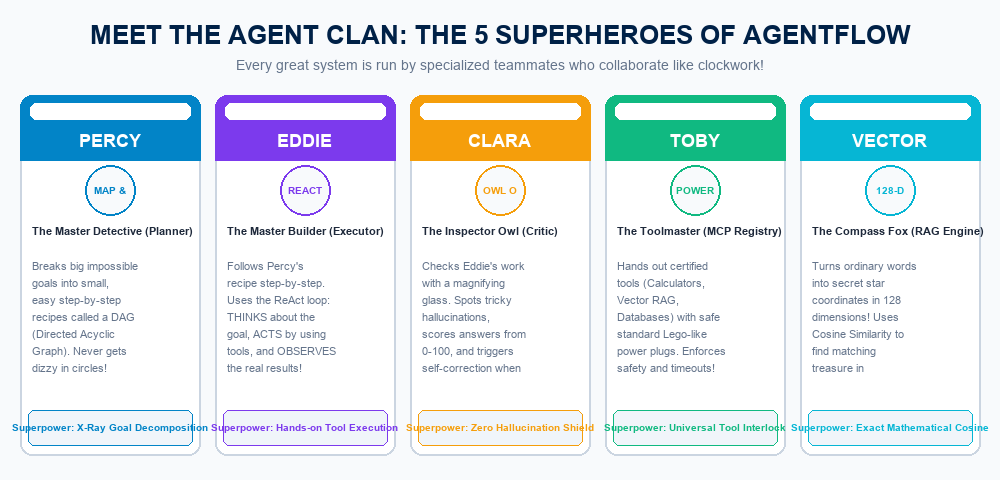 MEET THE AGENT CLAN: THE 5 SUPERHEROES OF AGENTFLOW
Every great system is run by specialized teammates who collaborate like clockwork!
PERCY
MAP &
The Master Detective (Planner)
Breaks big impossible
goals into small,
easy step-by-step
recipes called a DAG
(Directed Acyclic
Graph). Never gets
dizzy in circles!
Superpower: X-Ray Goal Decomposition
EDDIE
REACT
The Master Builder (Executor)
Follows Percy's
recipe step-by-step.
Uses the ReAct loop:
THINKS about the
goal, ACTS by using
tools, and OBSERVES
the real results!
Superpower: Hands-on Tool Execution
CLARA
OWL O
The Inspector Owl (Critic)
Checks Eddie's work
with a magnifying
glass. Spots tricky
hallucinations,
scores answers from
0-100, and triggers
self-correction when
Superpower: Zero Hallucination Shield
TOBY
POWER
The Toolmaster (MCP Registry)
Hands out certified
tools (Calculators,
Vector RAG,
Databases) with safe
standard Lego-like
power plugs. Enforces
safety and timeouts!
Superpower: Universal Tool Interlock
VECTOR
128-D
The Compass Fox (RAG Engine)
Turns ordinary words
into secret star
coordinates in 128
dimensions! Uses
Cosine Similarity to
find matching
treasure in
Superpower: Exact Mathematical Cosine